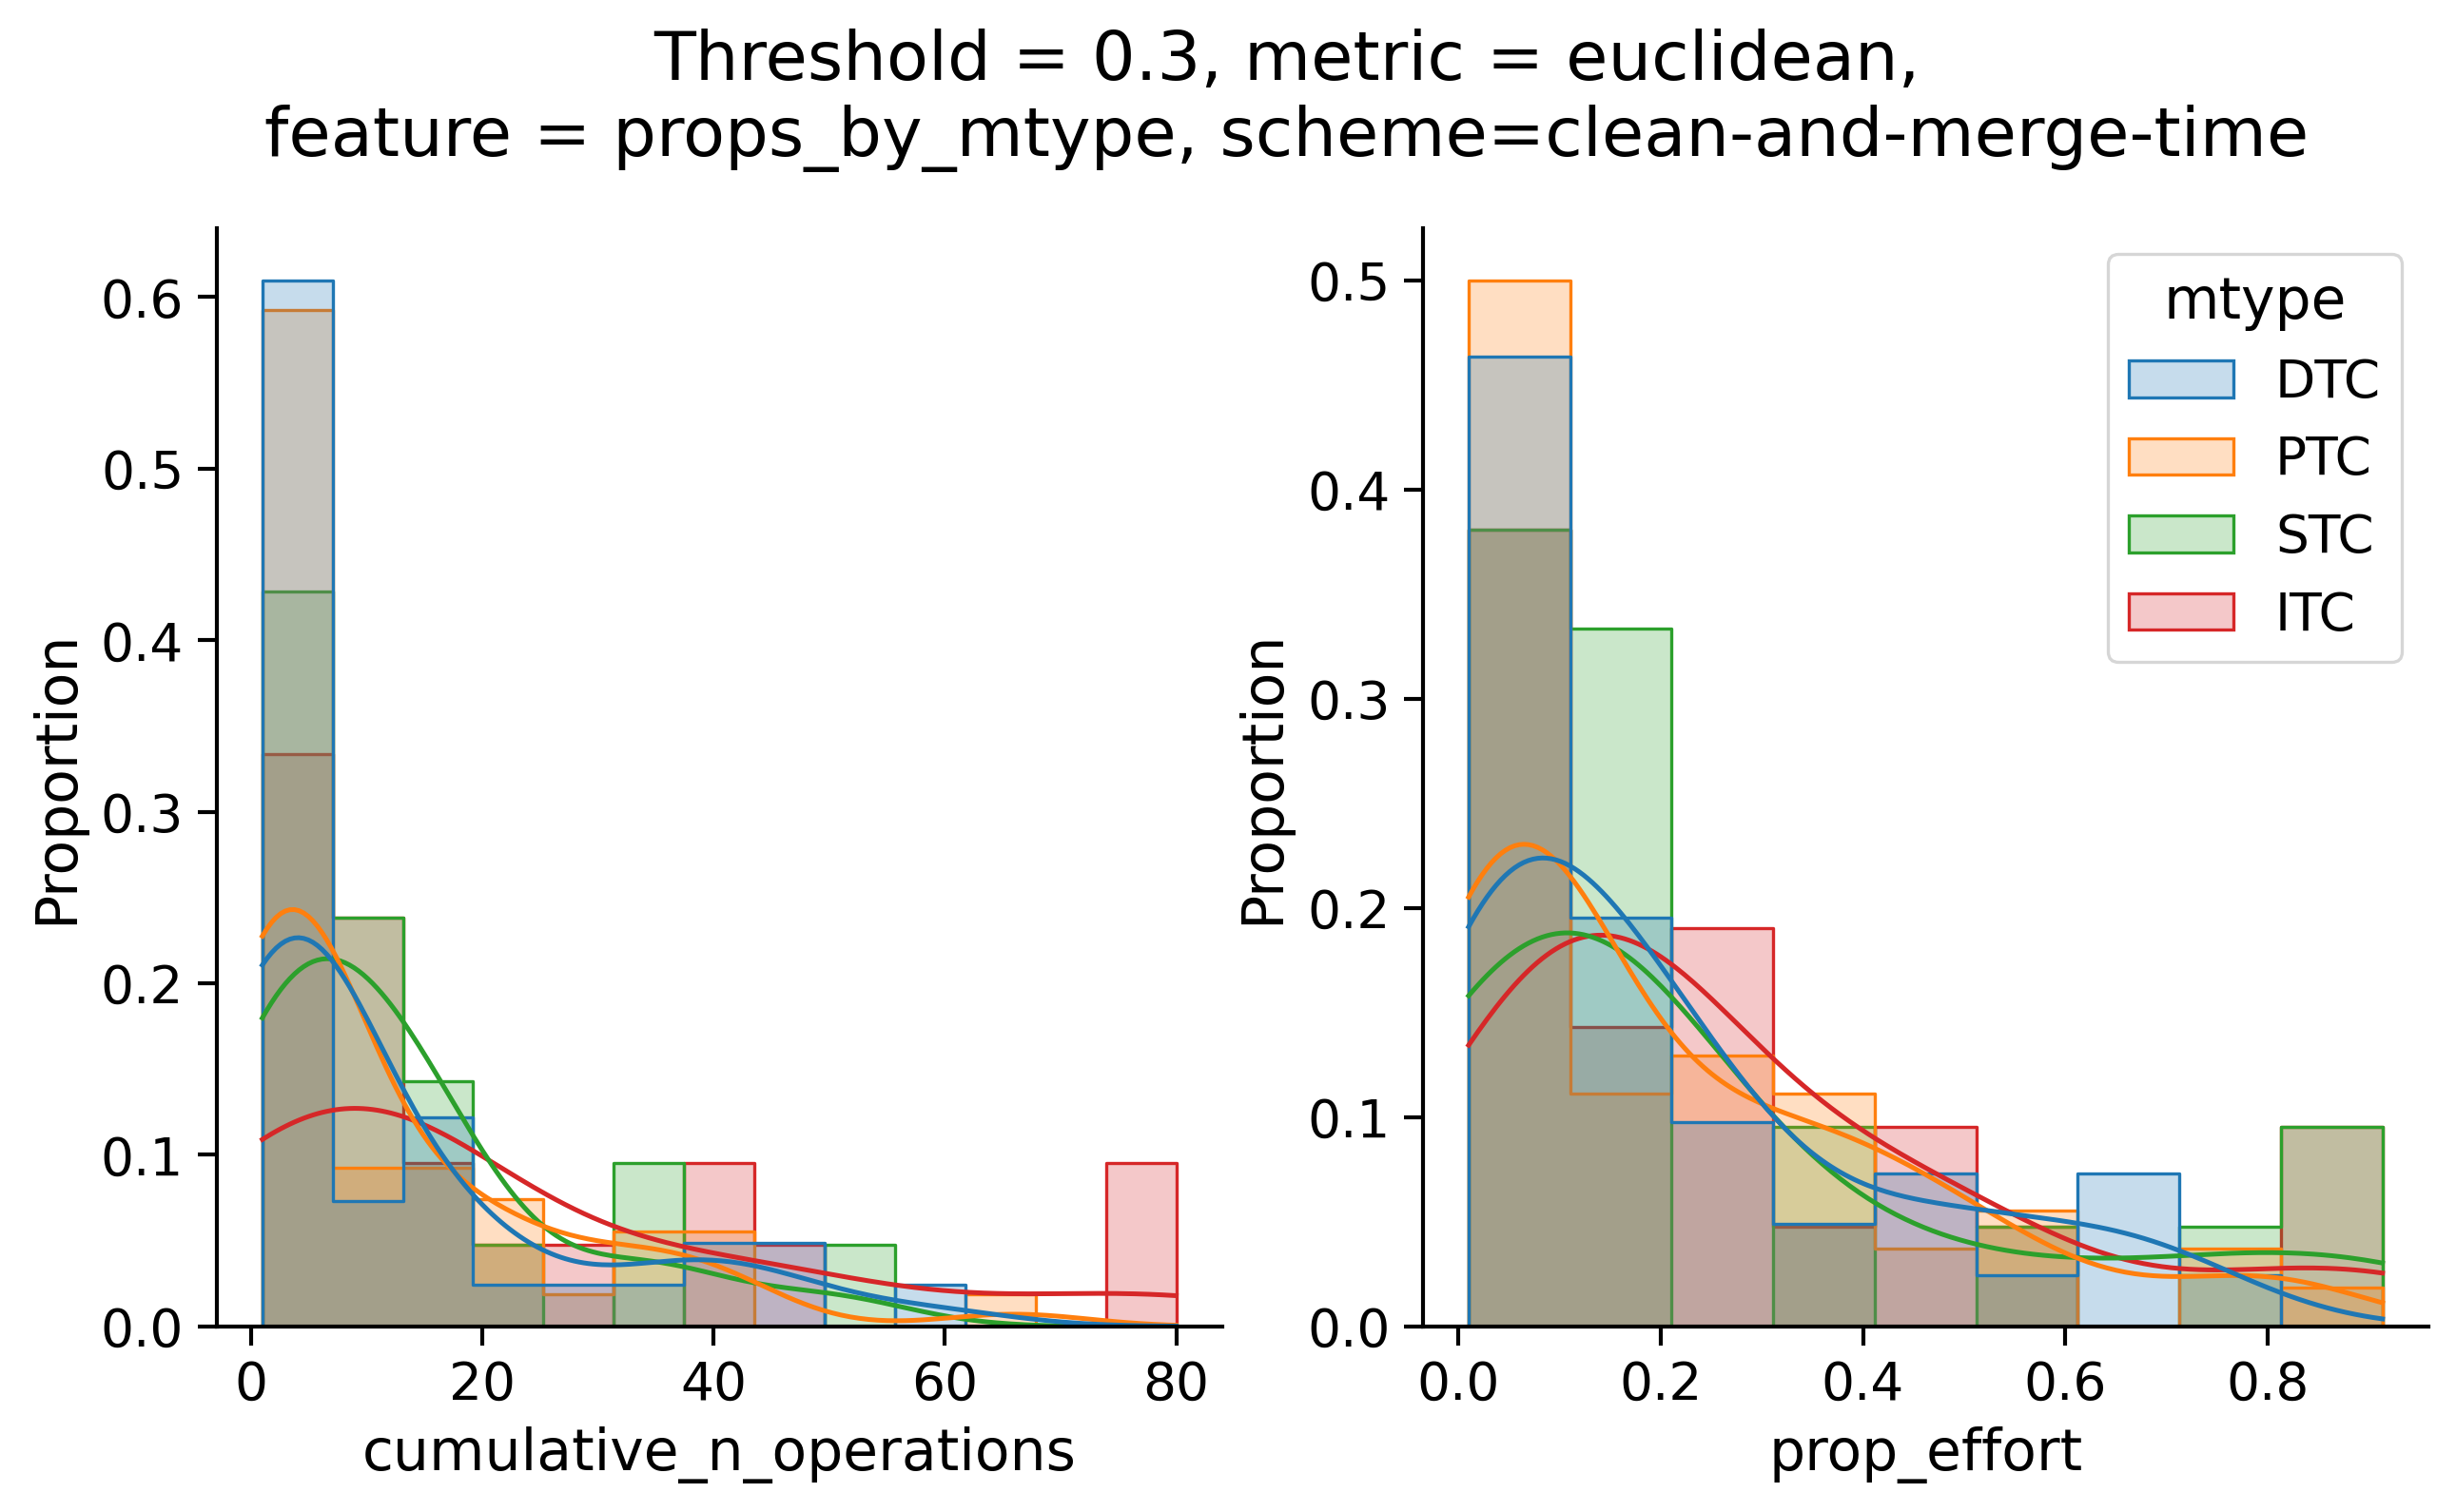 Threshold = 0.3, metric = euclidean,
feature = props_by_mtype, scheme=clean-and-merge-time
Proportion
0.6
0.5
0.4
0.3
0.2
0.1
0.0
0
20
40
60
80
cumulative_n_operations
Proportion
0.5
0.4
0.3
0.2
0.1
0.0
0.0
0.2
0.4
0.6
0.8
prop_effort
mtype
DTC
PTC
STC
ITC